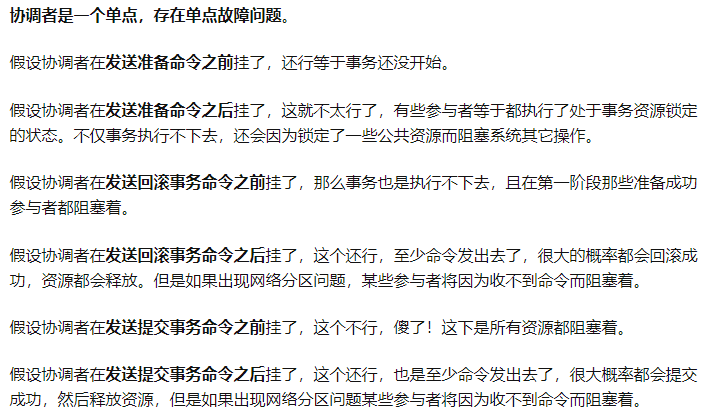 协调者是一个单点，存在单点故障问题。
假设协调者在发送准备命令之前挂了，还行等于事务还没开始。
假设协调者在发送准备命令之后挂了，这就不太行了，有些参与者等于都执行了处于事务资源锁定
的状态。不仅事务执行不下去，还会因为锁定了一些公共资源而阻塞系统其它操作。
假设协调者在发送回滚事务命令之前挂了，那么事务也是执行不下去，且在第一阶段那些准备成功
参与者都阻塞着。
假设协调者在发送回滚事务命令之后挂了，这个还行，至少命令发出去了，很大的概率都会回滚成
功，资源都会释放。但是如果出现网络分区问题，某些参与者将因为收不到命令而阻塞着。
假设协调者在发送提交事务命令之前挂了，这个不行，傻了！这下是所有资源都阻塞着。
假设协调者在发送提交事务命令之后挂了，这个还行，也是至少命令发出去了，很大概率都会提交
成功，然后释放资源，但是如果出现网络分区问题某些参与者将因为收不到命令而阻塞着。